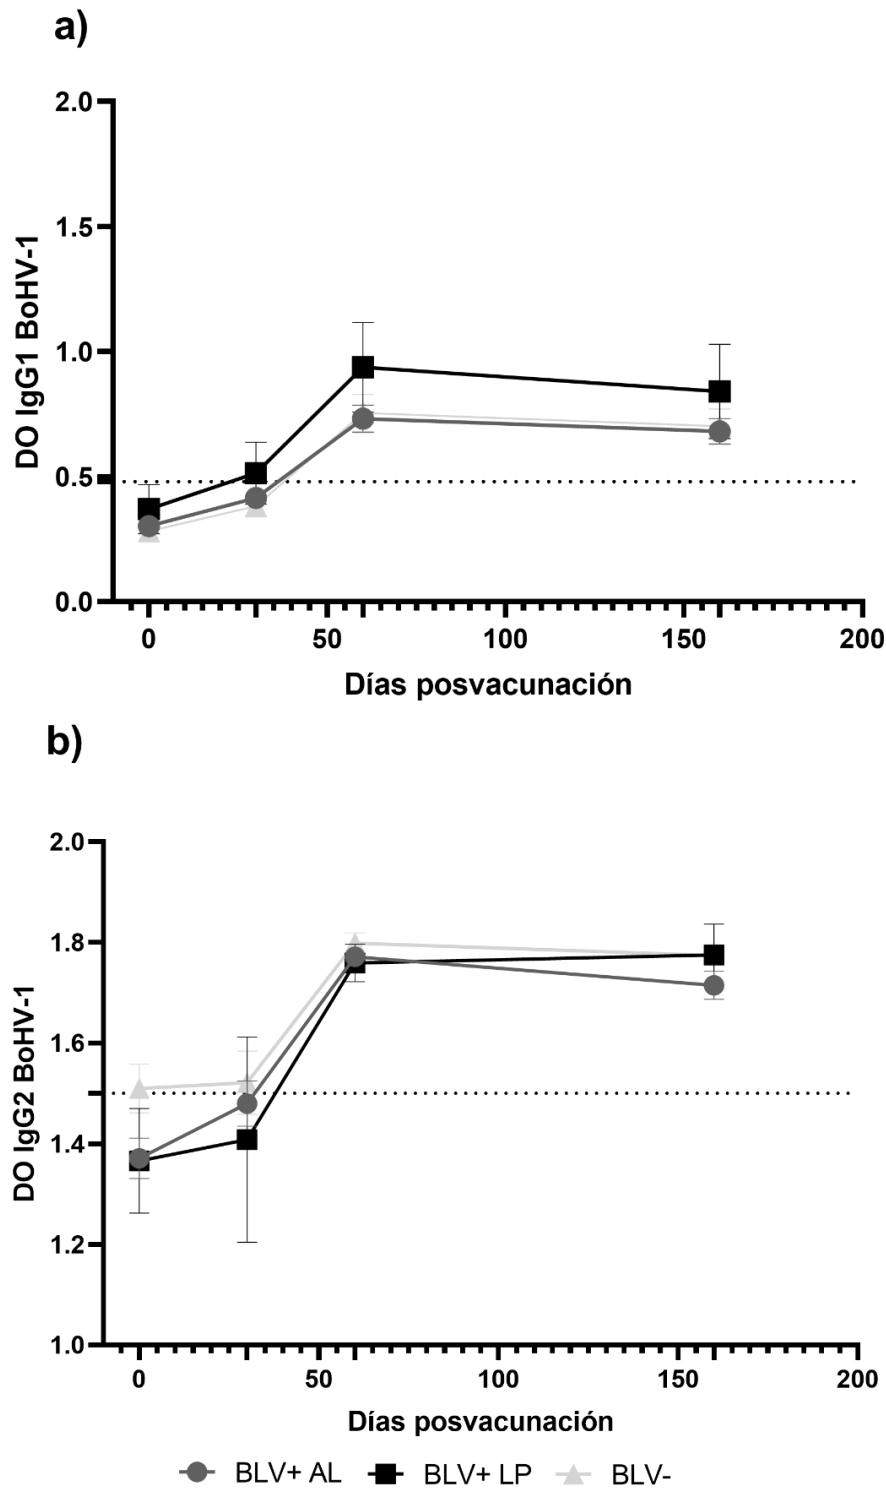 a)
2.0
1.5
1.0
0.5
0.0
DO IgG1 BoHV-1
0 50 100 150 200
Días posvacunación
b)
2.0
1.8
1.6
1.4
1.2
1.0
DO IgG2 BoHV-1
0 50 100 150 200
Días posvacunación
BLV+ AL BLV+ LP BLV-